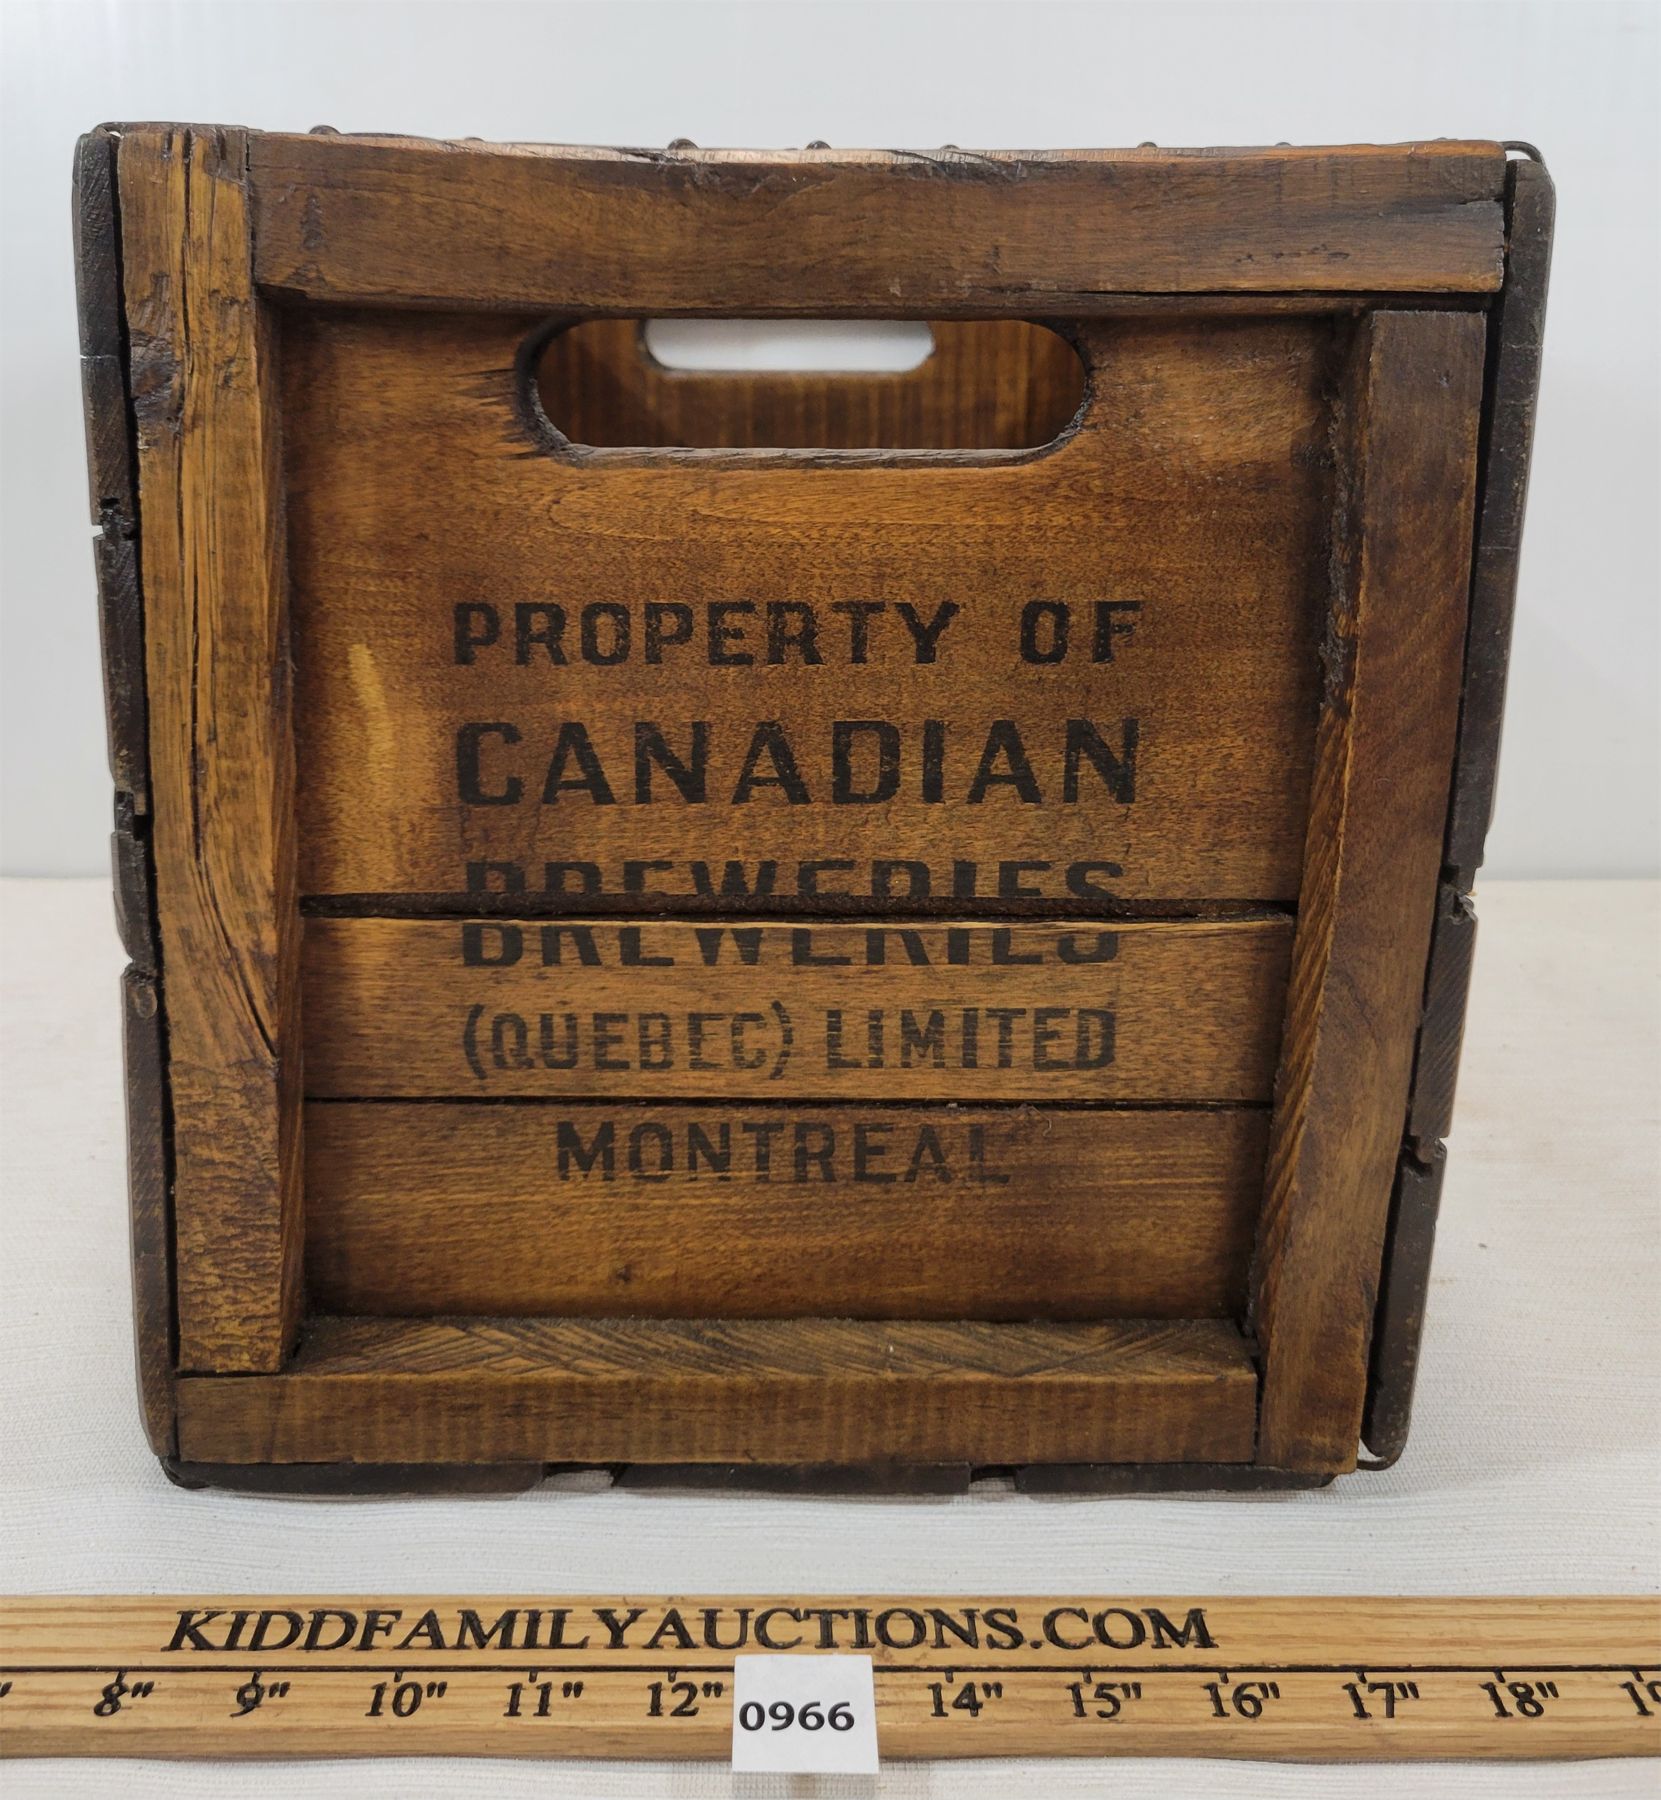 PROPERTY OF
CANADIAN
BREWERIES
(QUEBEC) LIMITED
MONTREAL
KIDDFAMILYAUCTIONS.COM
8" 9" 10" 11" 12" 14" 15" 16" 17" 18"
0966